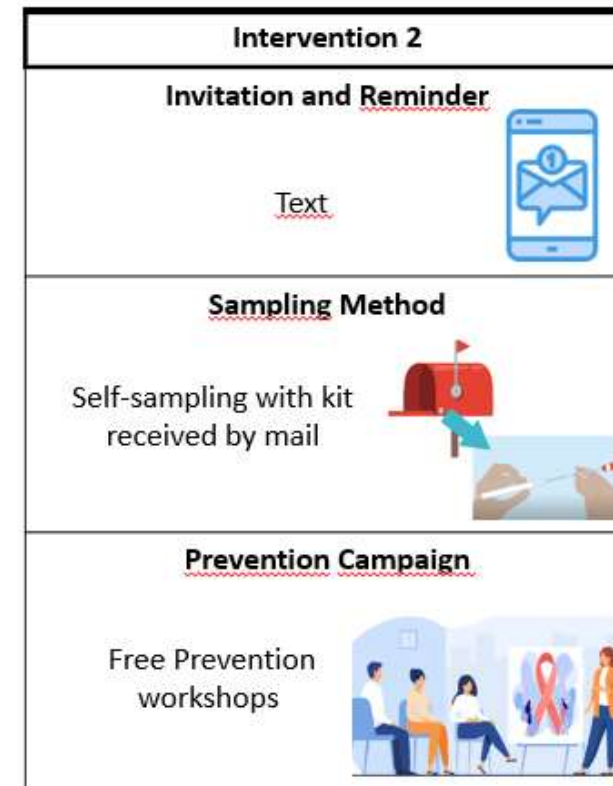 Intervention 2
Invitation and Reminder
1
Text
Sampling Method
Self-sampling with kit
received by mail
Prevention Campaign
Free Prevention
workshops